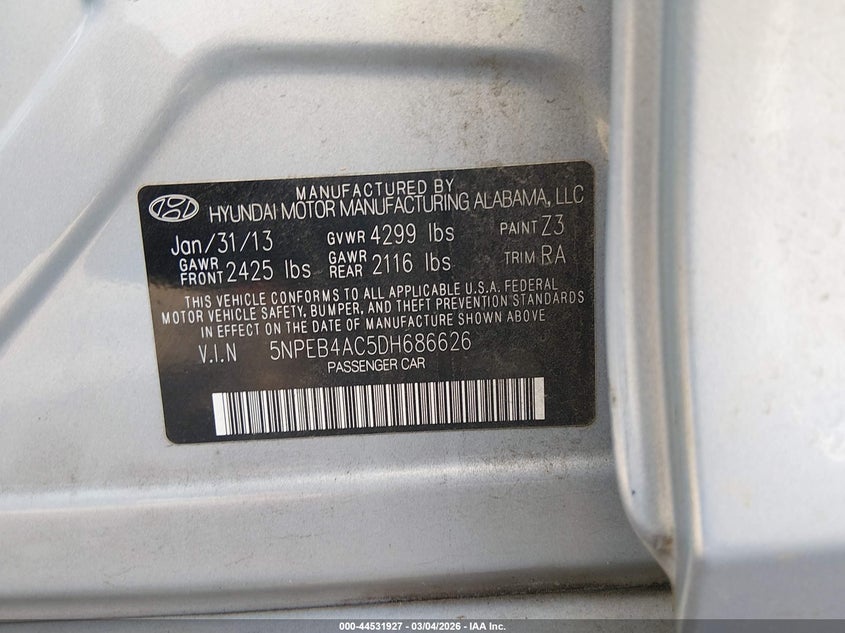 MANUFACTURED BY
HYUNDAI MOTOR MANUFACTURING ALABAMA, LLC
Jan/31/13 GVWR 4299 lbs PAINT Z3
GAWR FRONT 2425 lbs GAWR REAR 2116 lbs TRIM RA
THIS VEHICLE CONFORMS TO ALL APPLICABLE U.S.A. FEDERAL
MOTOR VEHICLE SAFETY, BUMPER, AND THEFT PREVENTION STANDARDS
IN EFFECT ON THE DATE OF MANUFACTURE SHOWN ABOVE.
V.I.N 5NPEB4AC5DH686626
PASSENGER CAR
000-44531927 - 03/04/2026 - IAA Inc.